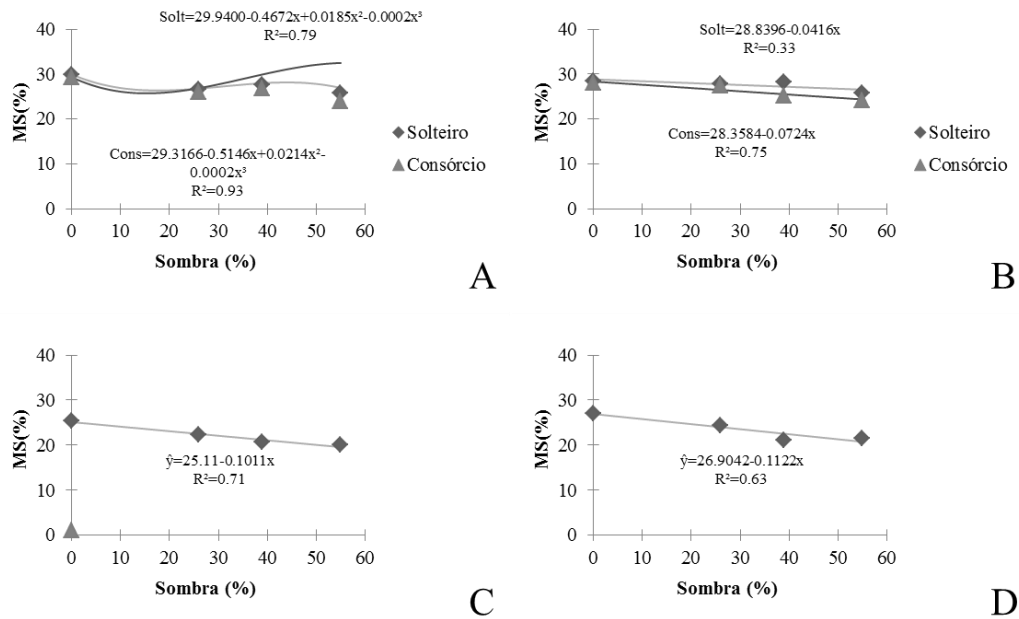 Solt=29.9400-0.4672x+0.0185x²-0.0002x³
R²=0.79
40
30
20
10
0
MS(%)
Cons=29.3166-0.5146x+0.0214x²-
0.0002x³
R²=0.93
0 10 20 30 40 50 60
Sombra (%)
Solteiro
Consórcio
A
Solt=28.8396-0.0416x
R²=0.33
40
30
20
10
0
MS(%)
Cons=28.3584-0.0724x
R²=0.75
0 10 20 30 40 50 60
Sombra (%)
Solteiro
Consórcio
B
40
30
20
10
0
MS(%)
ŷ=25.11-0.1011x
R²=0.71
0 10 20 30 40 50 60
Sombra (%)
C
40
30
20
10
0
MS(%)
ŷ=26.9042-0.1122x
R²=0.63
0 10 20 30 40 50 60
Sombra (%)
D